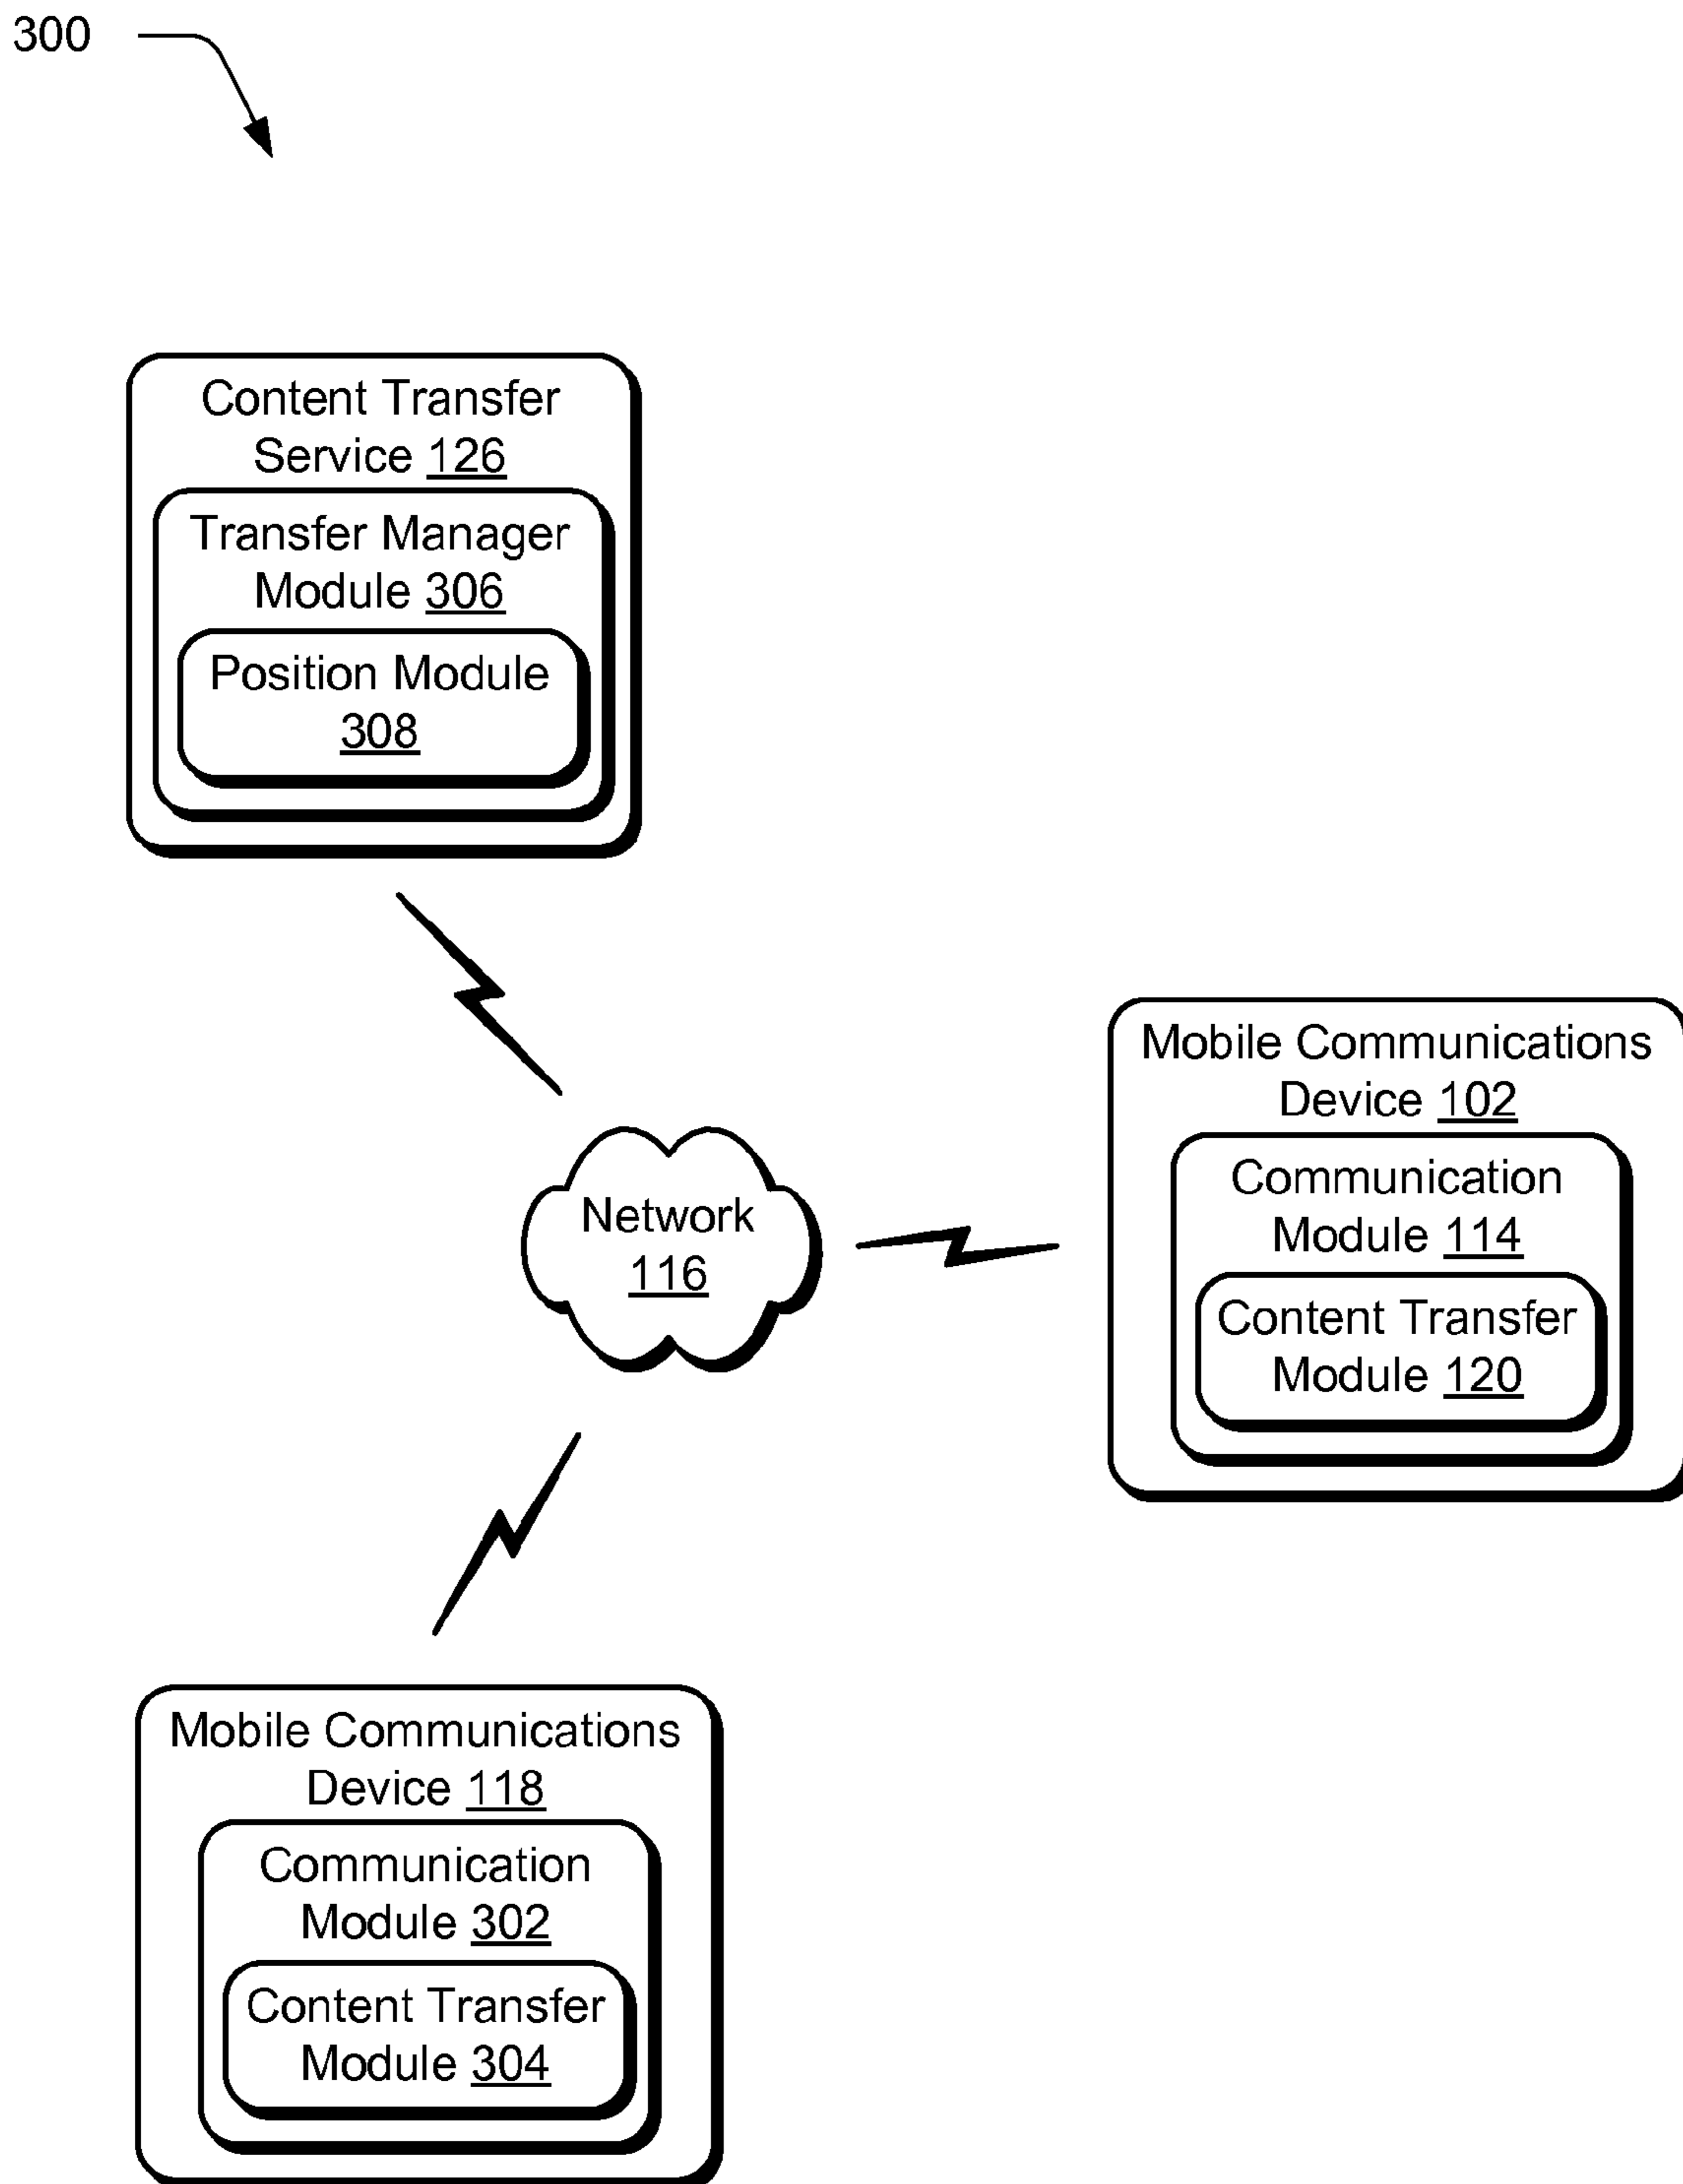 300
Content Transfer
Service 126
Transfer Manager
Module 306
Position Module
308
Mobile Communications
Device 102
Communication
Module 114
Content Transfer
Module 120
Network
116
Mobile Communications
Device 118
Communication
Module 302
Content Transfer
Module 304